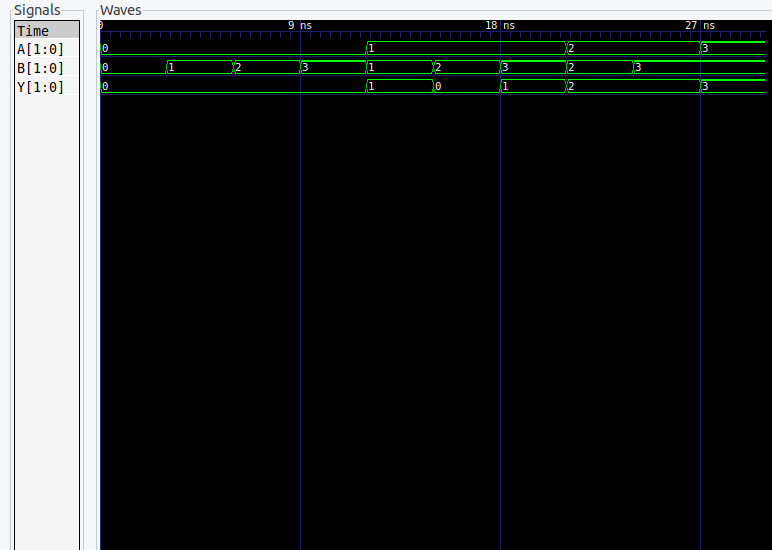 Signals
Waves
Time
0
9 ns
18 ns
27 ns
A[1:0]
0 1 2 3
B[1:0]
0 1 2 3 1 2 3 2 3
Y[1:0]
0 1 0 1 2 3